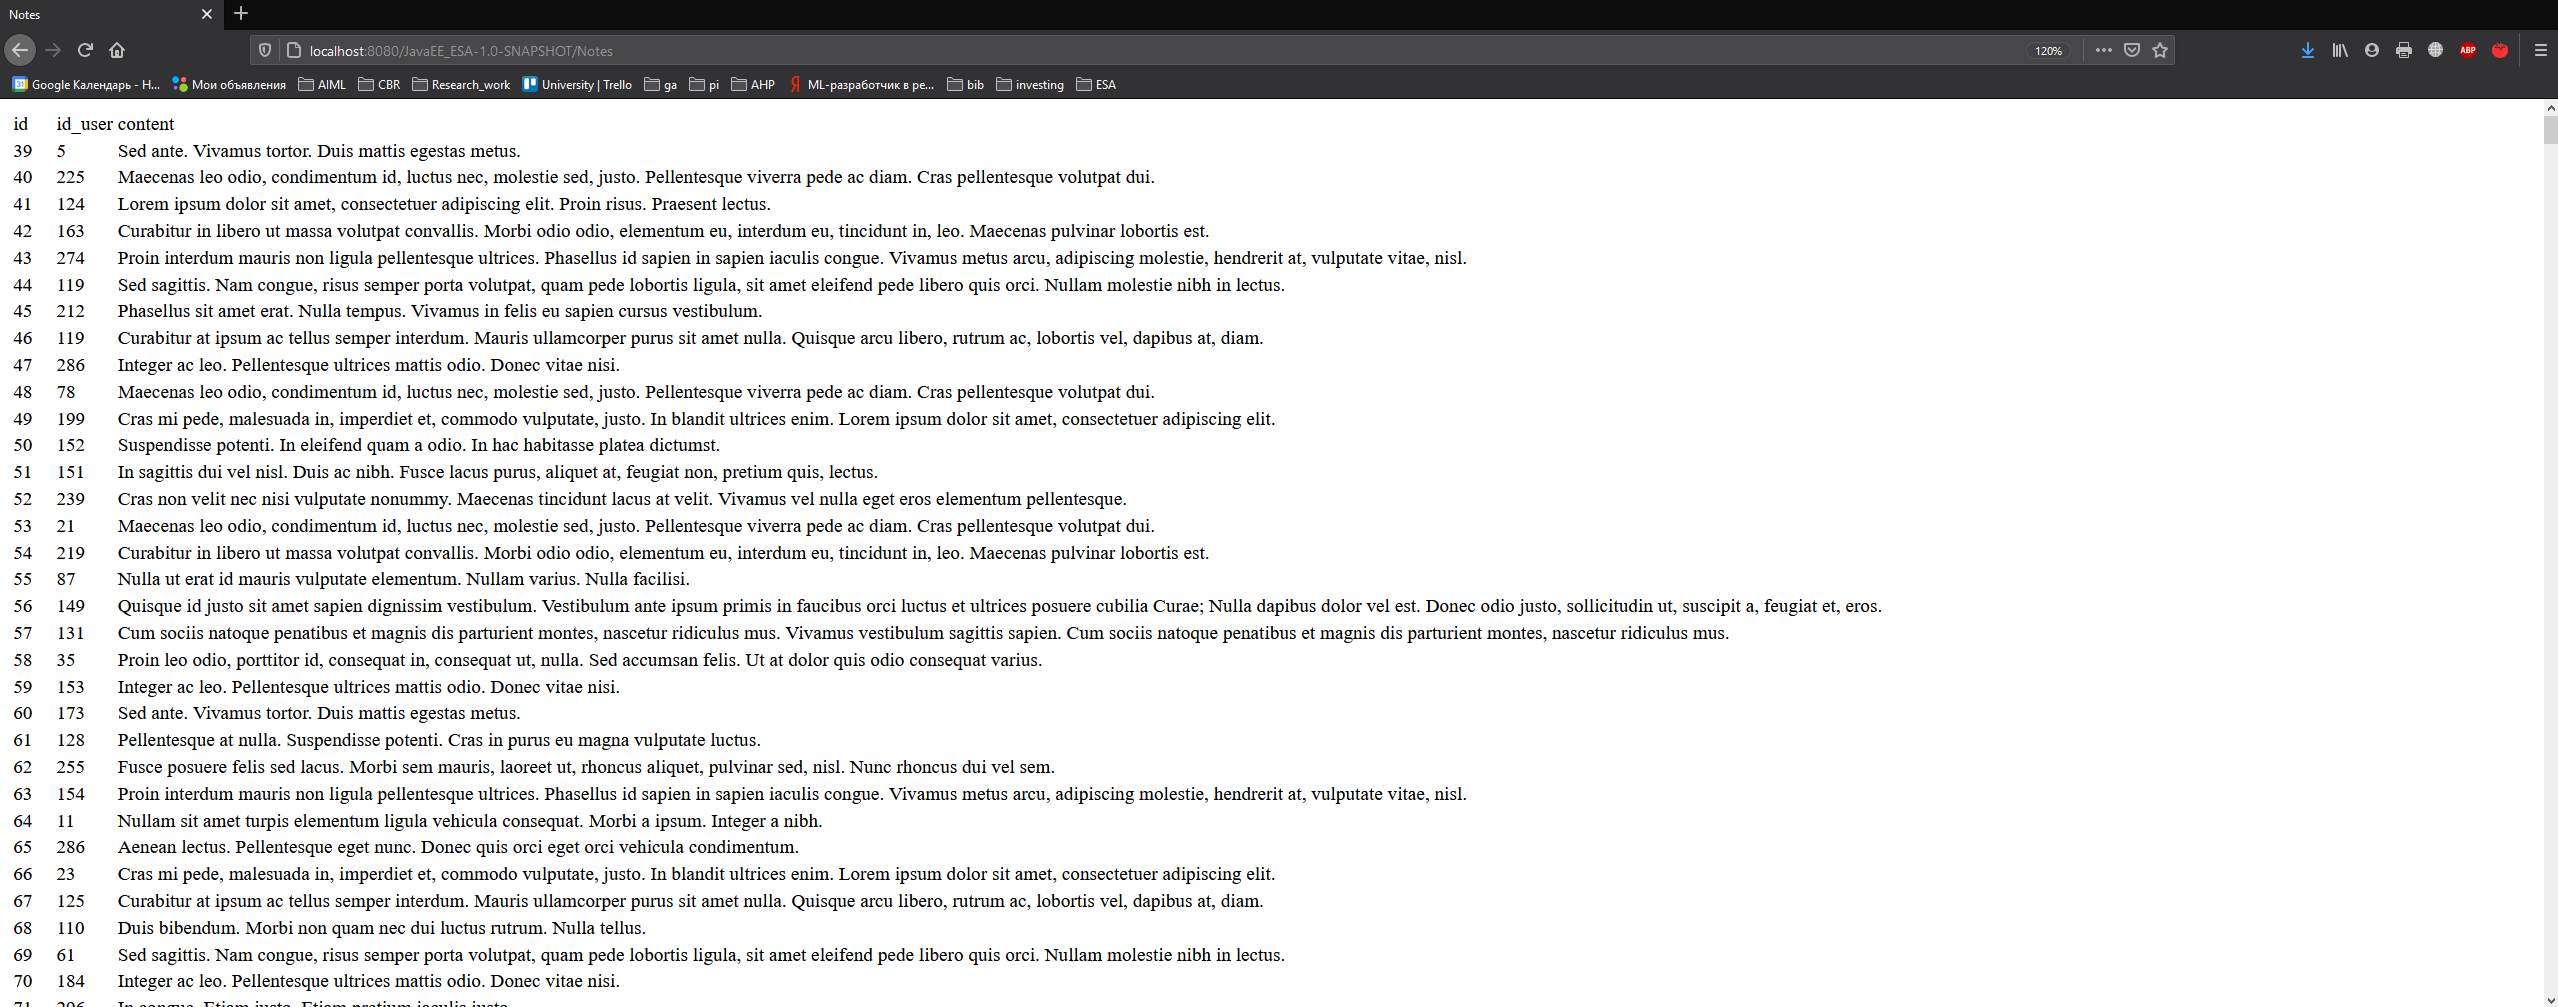 Notes
localhost:8080/JavaEE_ESA-1.0-SNAPSHOT/Notes 120%
Google Календарь - Н... Мои объявления AIML CBR Research_work University | Trello ga pi AHP ML-разработчик в ре... bib investing ESA
id id_user content
39 5 Sed ante. Vivamus tortor. Duis mattis egestas metus.
40 225 Maecenas leo odio, condimentum id, luctus nec, molestie sed, justo. Pellentesque viverra pede ac diam. Cras pellentesque volutpat dui.
41 124 Lorem ipsum dolor sit amet, consectetuer adipiscing elit. Proin risus. Praesent lectus.
42 163 Curabitur in libero ut massa volutpat convallis. Morbi odio odio, elementum eu, interdum eu, tincidunt in, leo. Maecenas pulvinar lobortis est.
43 274 Proin interdum mauris non ligula pellentesque ultrices. Phasellus id sapien in sapien iaculis congue. Vivamus metus arcu, adipiscing molestie, hendrerit at, vulputate vitae, nisl.
44 119 Sed sagittis. Nam congue, risus semper porta volutpat, quam pede lobortis ligula, sit amet eleifend pede libero quis orci. Nullam molestie nibh in lectus.
45 212 Phasellus sit amet erat. Nulla tempus. Vivamus in felis eu sapien cursus vestibulum.
46 119 Curabitur at ipsum ac tellus semper interdum. Mauris ullamcorper purus sit amet nulla. Quisque arcu libero, rutrum ac, lobortis vel, dapibus at, diam.
47 286 Integer ac leo. Pellentesque ultrices mattis odio. Donec vitae nisi.
48 78 Maecenas leo odio, condimentum id, luctus nec, molestie sed, justo. Pellentesque viverra pede ac diam. Cras pellentesque volutpat dui.
49 199 Cras mi pede, malesuada in, imperdiet et, commodo vulputate, justo. In blandit ultrices enim. Lorem ipsum dolor sit amet, consectetuer adipiscing elit.
50 152 Suspendisse potenti. In eleifend quam a odio. In hac habitasse platea dictumst.
51 151 In sagittis dui vel nisl. Duis ac nibh. Fusce lacus purus, aliquet at, feugiat non, pretium quis, lectus.
52 239 Cras non velit nec nisi vulputate nonummy. Maecenas tincidunt lacus at velit. Vivamus vel nulla eget eros elementum pellentesque.
53 21 Maecenas leo odio, condimentum id, luctus nec, molestie sed, justo. Pellentesque viverra pede ac diam. Cras pellentesque volutpat dui.
54 219 Curabitur in libero ut massa volutpat convallis. Morbi odio odio, elementum eu, interdum eu, tincidunt in, leo. Maecenas pulvinar lobortis est.
55 87 Nulla ut erat id mauris vulputate elementum. Nullam varius. Nulla facilisi.
56 149 Quisque id justo sit amet sapien dignissim vestibulum. Vestibulum ante ipsum primis in faucibus orci luctus et ultrices posuere cubilia Curae; Nulla dapibus dolor vel est. Donec odio justo, sollicitudin ut, suscipit a, feugiat et, eros.
57 131 Cum sociis natoque penatibus et magnis dis parturient montes, nascetur ridiculus mus. Vivamus vestibulum sagittis sapien. Cum sociis natoque penatibus et magnis dis parturient montes, nascetur ridiculus mus.
58 35 Proin leo odio, porttitor id, consequat in, consequat ut, nulla. Sed accumsan felis. Ut at dolor quis odio consequat varius.
59 153 Integer ac leo. Pellentesque ultrices mattis odio. Donec vitae nisi.
60 173 Sed ante. Vivamus tortor. Duis mattis egestas metus.
61 128 Pellentesque at nulla. Suspendisse potenti. Cras in purus eu magna vulputate luctus.
62 255 Fusce posuere felis sed lacus. Morbi sem mauris, laoreet ut, rhoncus aliquet, pulvinar sed, nisl. Nunc rhoncus dui vel sem.
63 154 Proin interdum mauris non ligula pellentesque ultrices. Phasellus id sapien in sapien iaculis congue. Vivamus metus arcu, adipiscing molestie, hendrerit at, vulputate vitae, nisl.
64 11 Nullam sit amet turpis elementum ligula vehicula consequat. Morbi a ipsum. Integer a nibh.
65 286 Aenean lectus. Pellentesque eget nunc. Donec quis orci eget orci vehicula condimentum.
66 23 Cras mi pede, malesuada in, imperdiet et, commodo vulputate, justo. In blandit ultrices enim. Lorem ipsum dolor sit amet, consectetuer adipiscing elit.
67 125 Curabitur at ipsum ac tellus semper interdum. Mauris ullamcorper purus sit amet nulla. Quisque arcu libero, rutrum ac, lobortis vel, dapibus at, diam.
68 110 Duis bibendum. Morbi non quam nec dui luctus rutrum. Nulla tellus.
69 61 Sed sagittis. Nam congue, risus semper porta volutpat, quam pede lobortis ligula, sit amet eleifend pede libero quis orci. Nullam molestie nibh in lectus.
70 184 Integer ac leo. Pellentesque ultrices mattis odio. Donec vitae nisi.
71 296 In congue. Etiam justo. Etiam pretium iaculis justo.